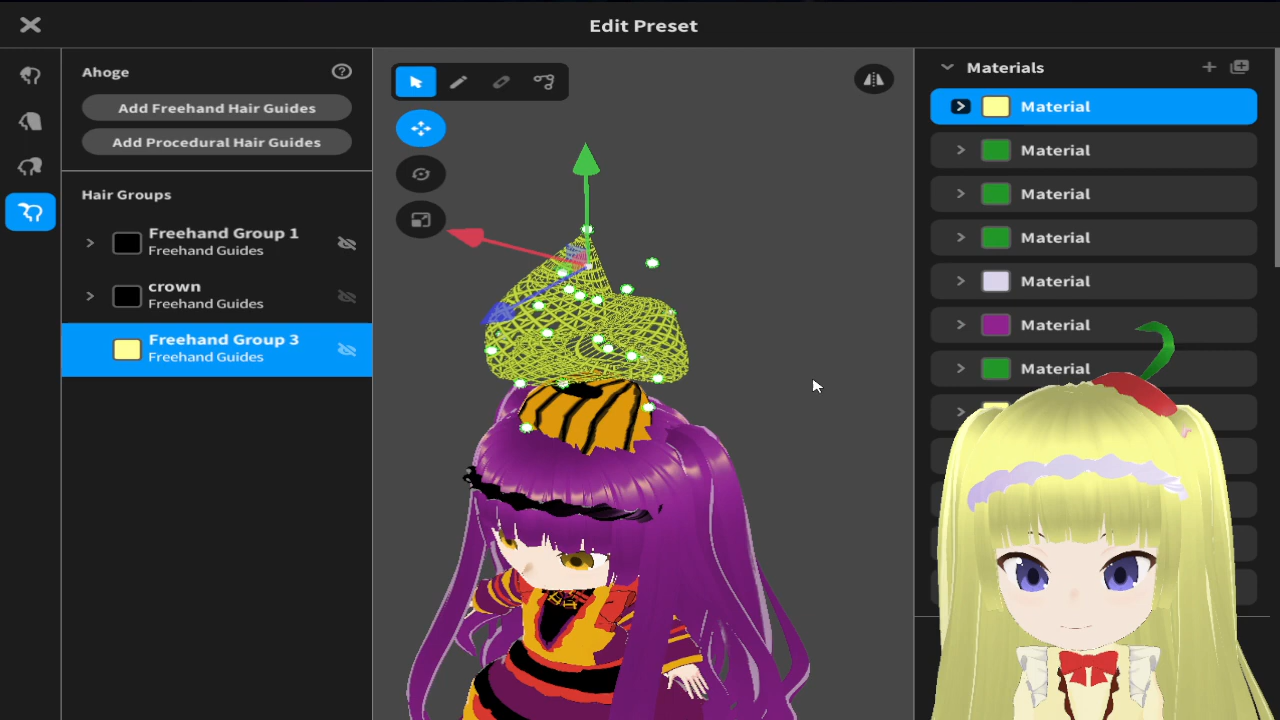 Edit Preset
Ahoge
Add Freehand Hair Guides
Add Procedural Hair Guides
Hair Groups
Freehand Group 1
Freehand Guides
crown
Freehand Guides
Freehand Group 3
Freehand Guides
Materials
Material
Material
Material
Material
Material
Material
Material